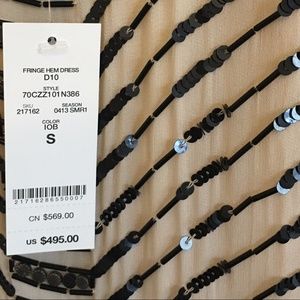 FRINGE HEM DRESS
D10
STYLE
70CZZ101N386
SKU SEASON
217162 0413 SMR1
COLOR
IOB
S
21716286550007
CN $569.00
US $495.00